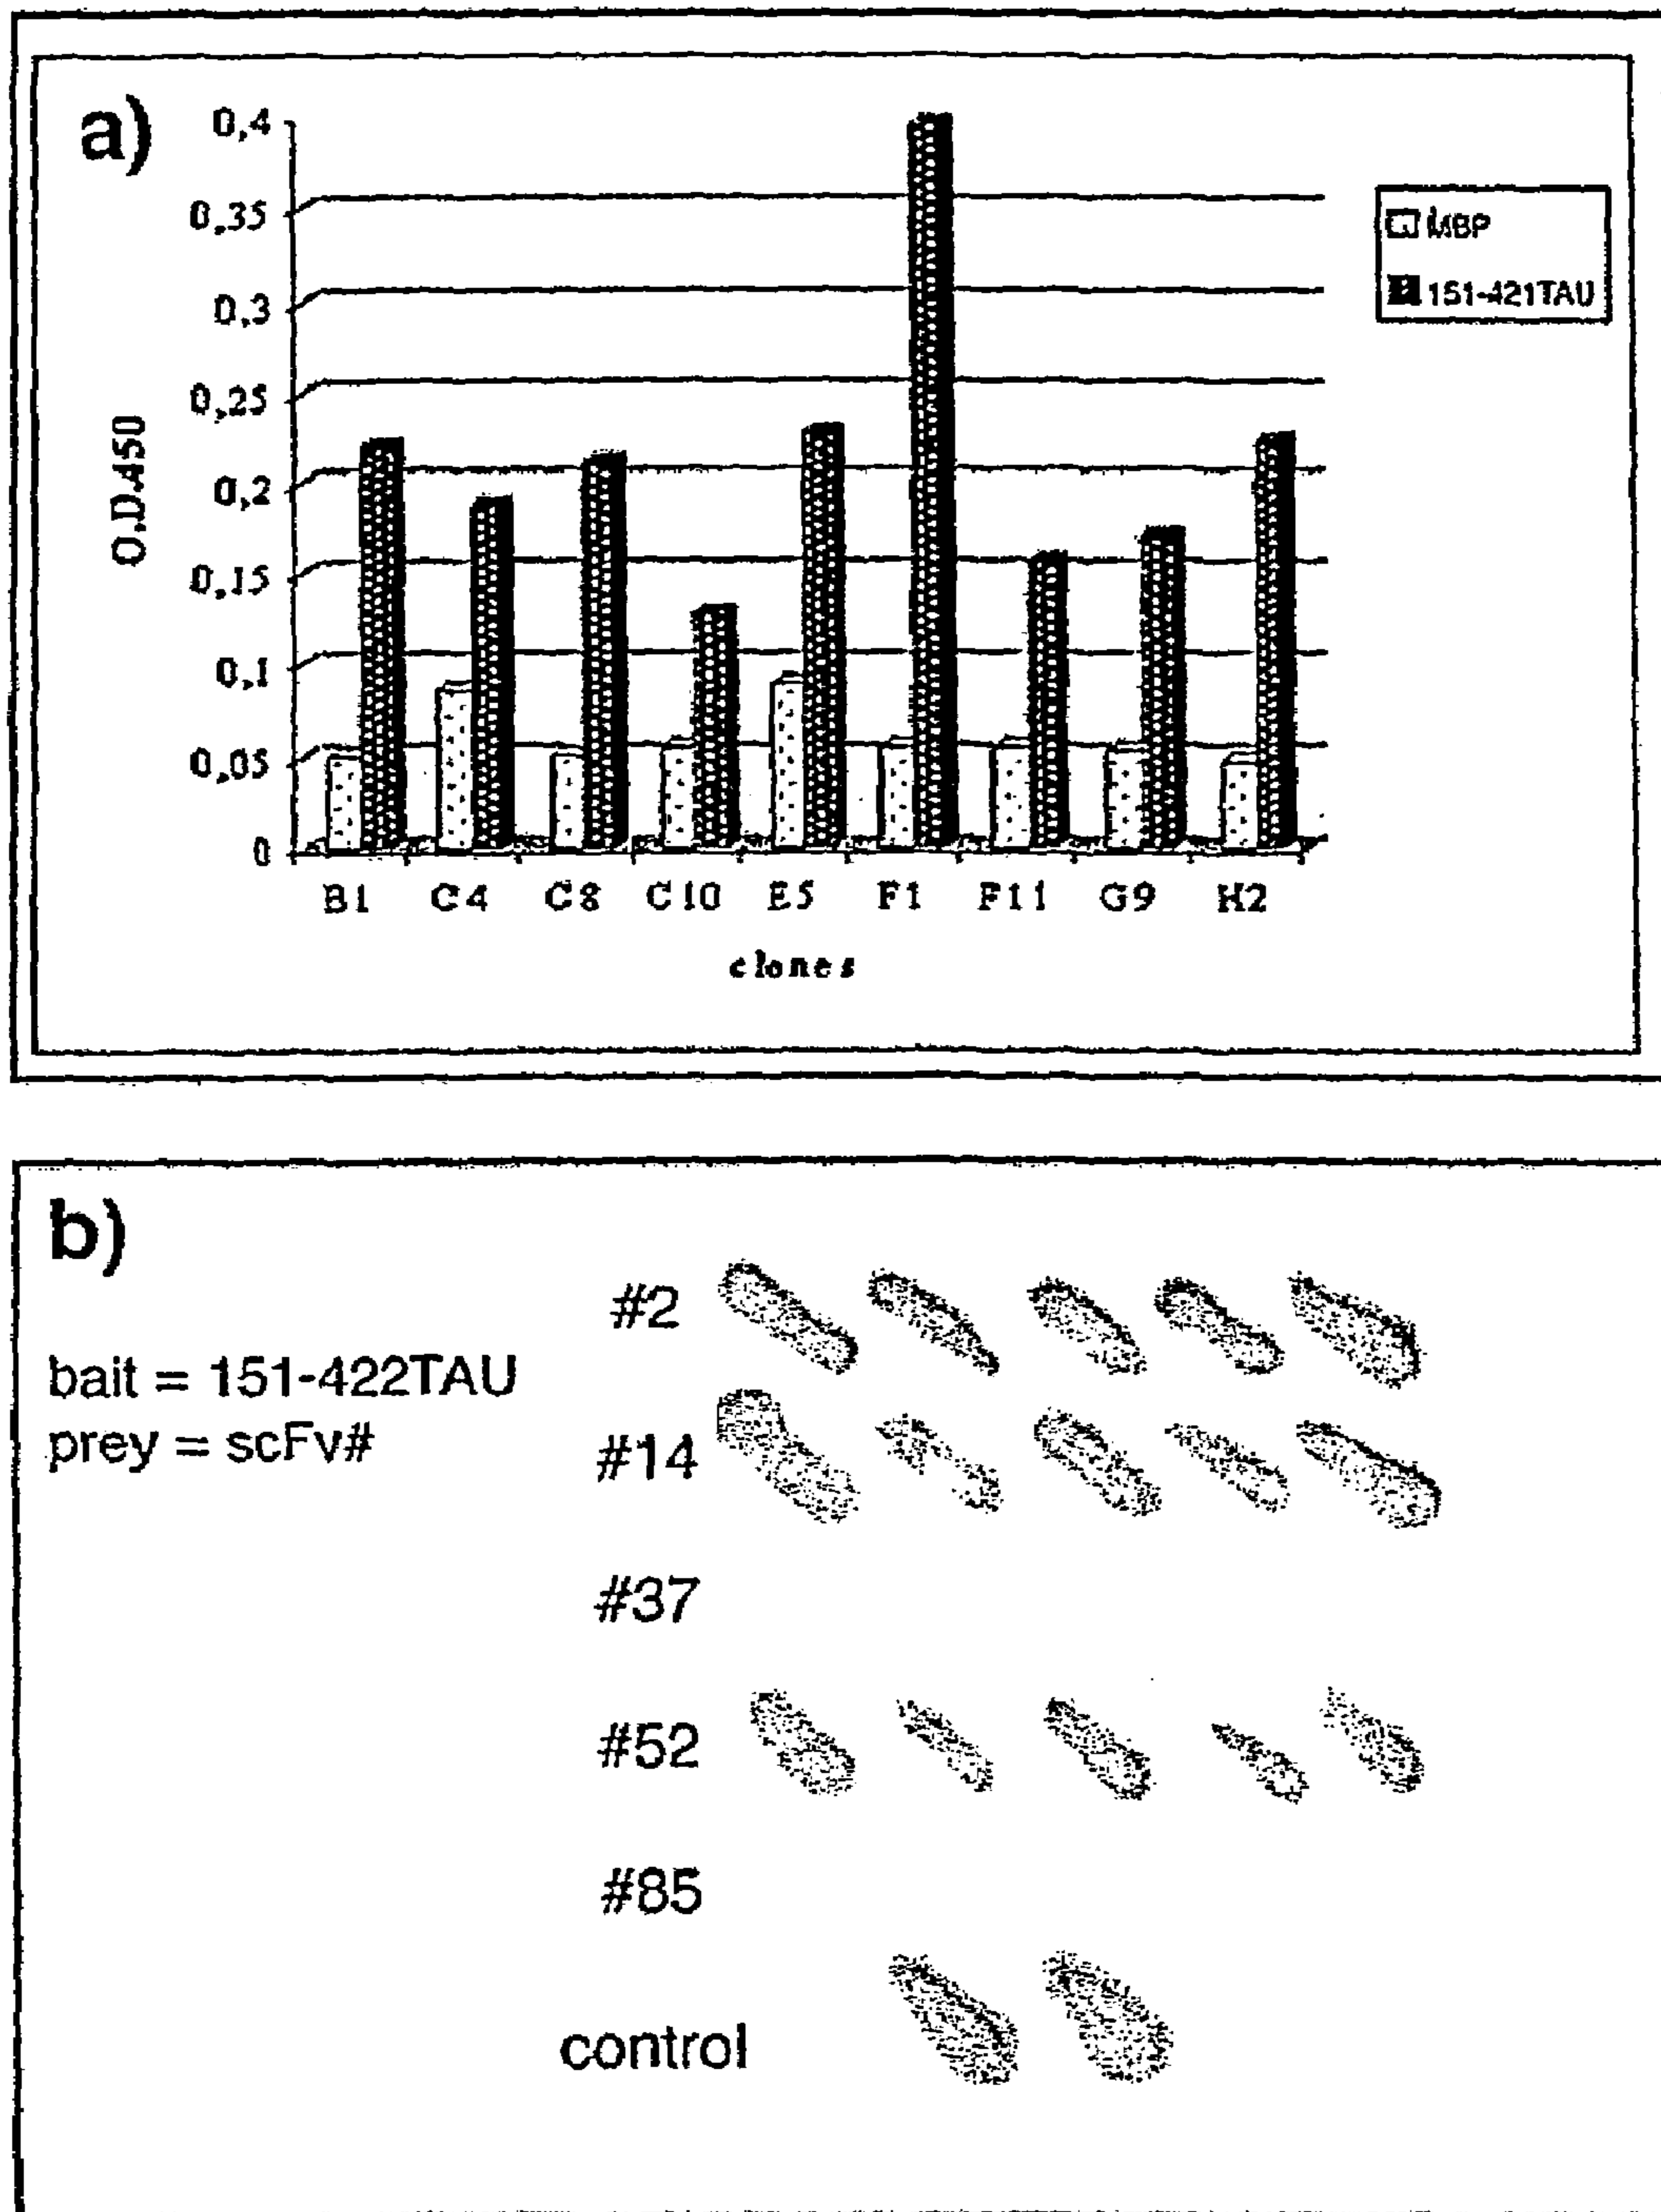 a)
0,4
0,35
0,3
0,25
0,2
0,15
0,1
0,05
0
O.D.450
B1 C4 C8 C10 E5 F1 F11 G9 H2
clones
MBP
151-421TAU
b)
bait = 151-422TAU
prey = scFv#
#2
#14
#37
#52
#85
control